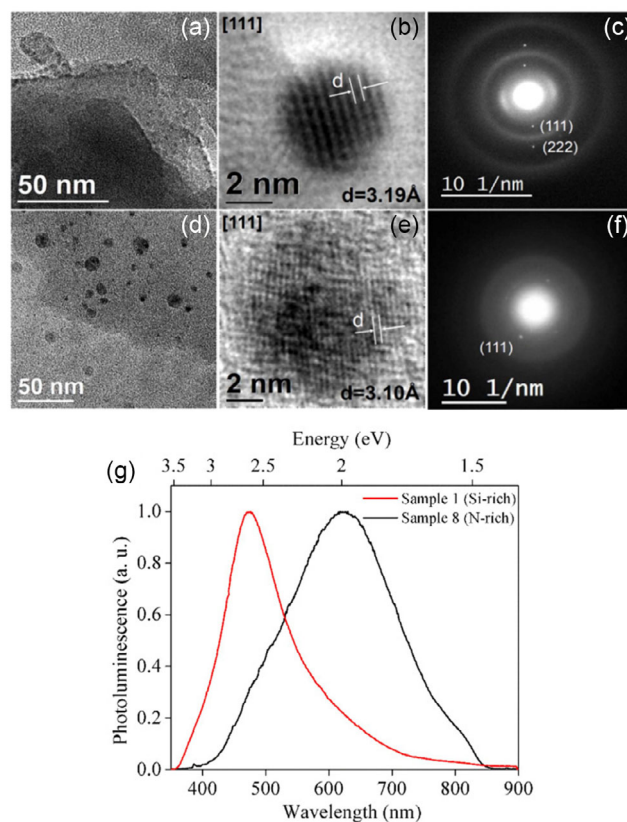 (a)
50 nm
[111]
(b)
d
2 nm
d=3.19Å
(c)
(111)
(222)
10 1/nm
(d)
50 nm
[111]
(e)
d
2 nm
d=3.10Å
(f)
(111)
10 1/nm
(g)
Energy (eV)
3.5 3 2.5 2 1.5
Sample 1 (Si-rich)
Sample 8 (N-rich)
1.0
0.8
0.6
0.4
0.2
0.0
Photoluminescence (a. u.)
400 500 600 700 800 900
Wavelength (nm)